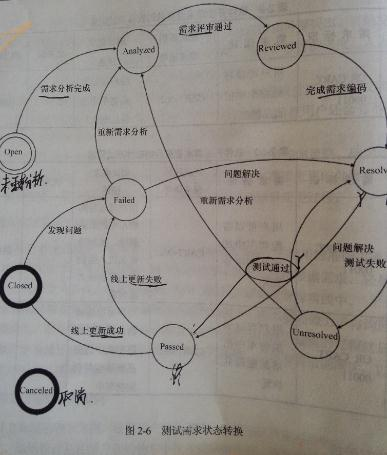 需求评审通过
Analyzed
Reviewed
需求分析完成
完成需求编码
重新需求分析
Open
问题解决
Resolv
Failed
重新需求分析
发现问题
问题解决
测试失败
测试通过
Closed
线上更新失败
线上更新成功
Passed
Unresolved
Canceled
取消.
图 2-6 测试需求状态转换